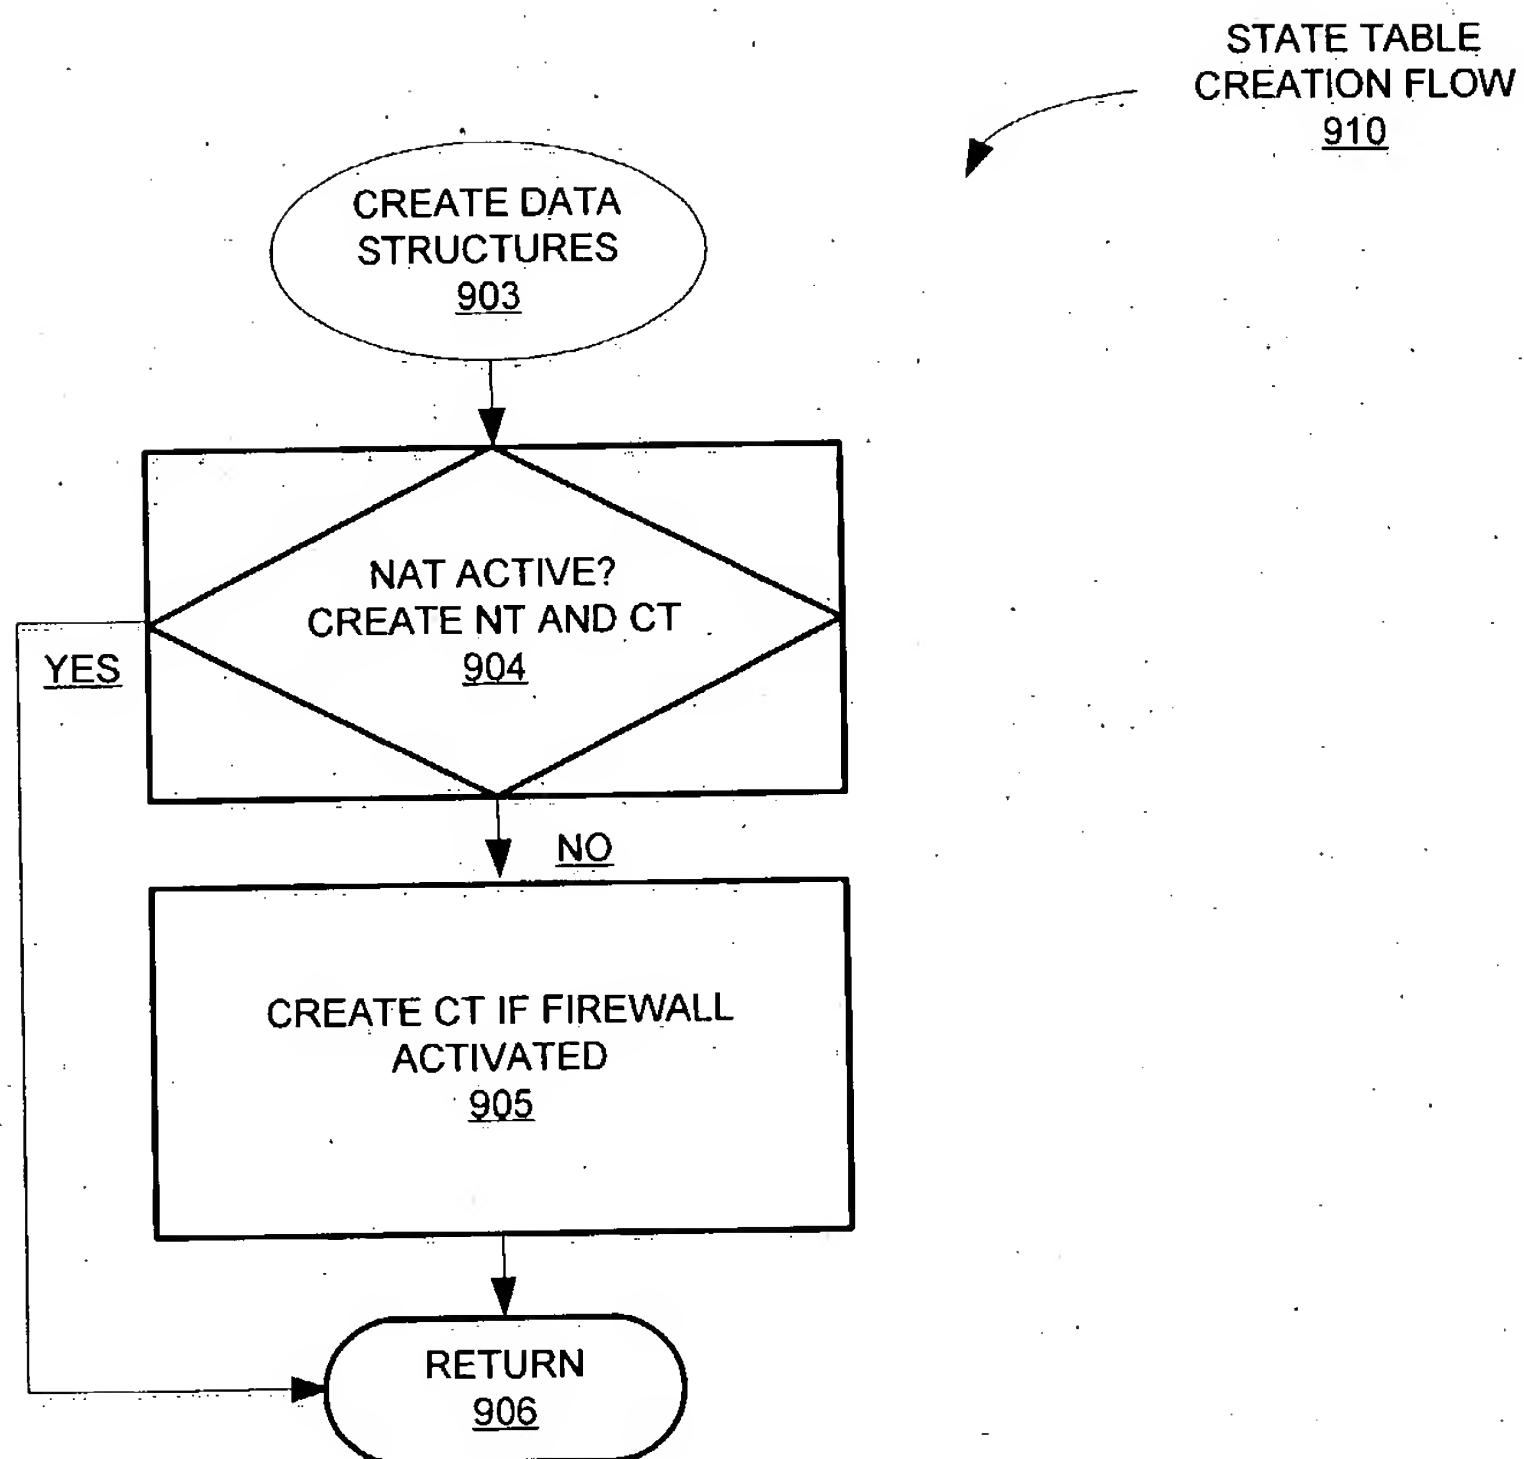 STATE TABLE
CREATION FLOW
910
CREATE DATA
STRUCTURES
903
NAT ACTIVE?
CREATE NT AND CT
904
YES
NO
CREATE CT IF FIREWALL
ACTIVATED
905
RETURN
906